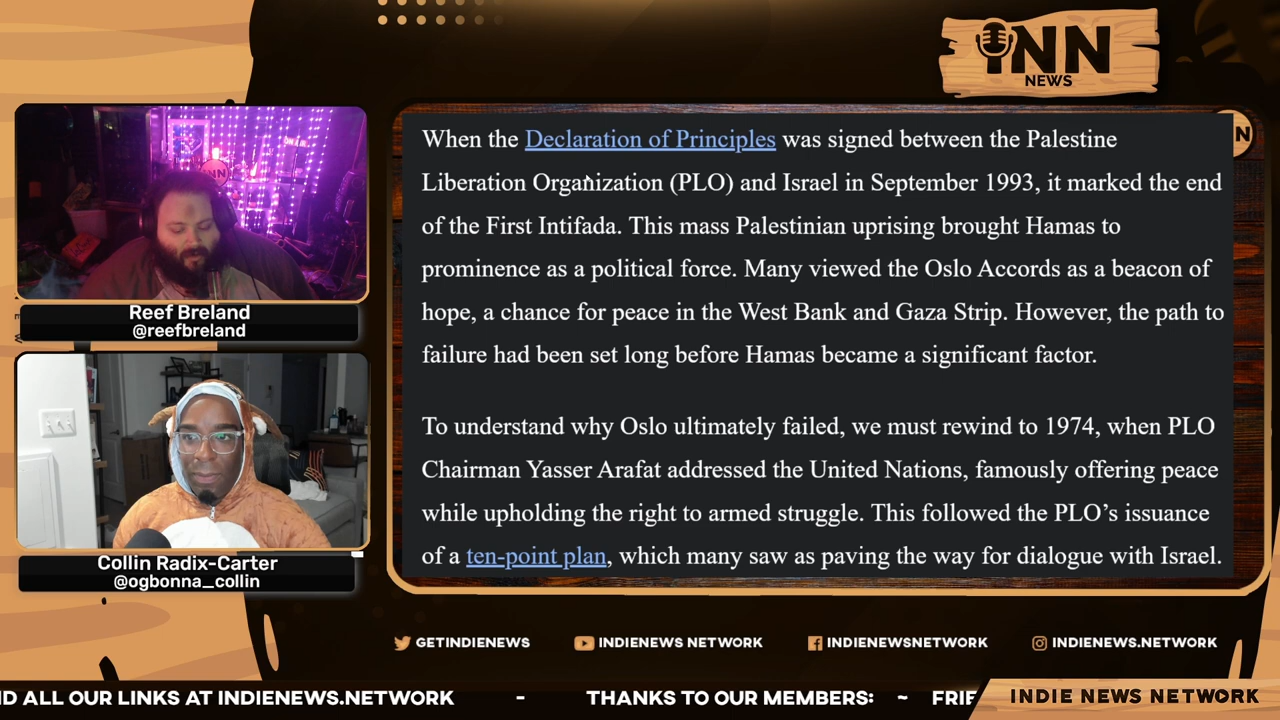 INN
NEWS
When the Declaration of Principles was signed between the Palestine
Liberation Organization (PLO) and Israel in September 1993, it marked the end
of the First Intifada. This mass Palestinian uprising brought Hamas to
prominence as a political force. Many viewed the Oslo Accords as a beacon of
hope, a chance for peace in the West Bank and Gaza Strip. However, the path to
failure had been set long before Hamas became a significant factor.
To understand why Oslo ultimately failed, we must rewind to 1974, when PLO
Chairman Yasser Arafat addressed the United Nations, famously offering peace
while upholding the right to armed struggle. This followed the PLO’s issuance
of a ten-point plan, which many saw as paving the way for dialogue with Israel.
Reef Breland
@reefbreland
Collin Radix-Carter
@ogbonna_collin
GETINDIENEWS
INDIENEWS NETWORK
INDIENEWSNETWORK
INDIENEWS.NETWORK
ND ALL OUR LINKS AT INDIENEWS.NETWORK - THANKS TO OUR MEMBERS: ~ FRIE
INDIE NEWS NETWORK